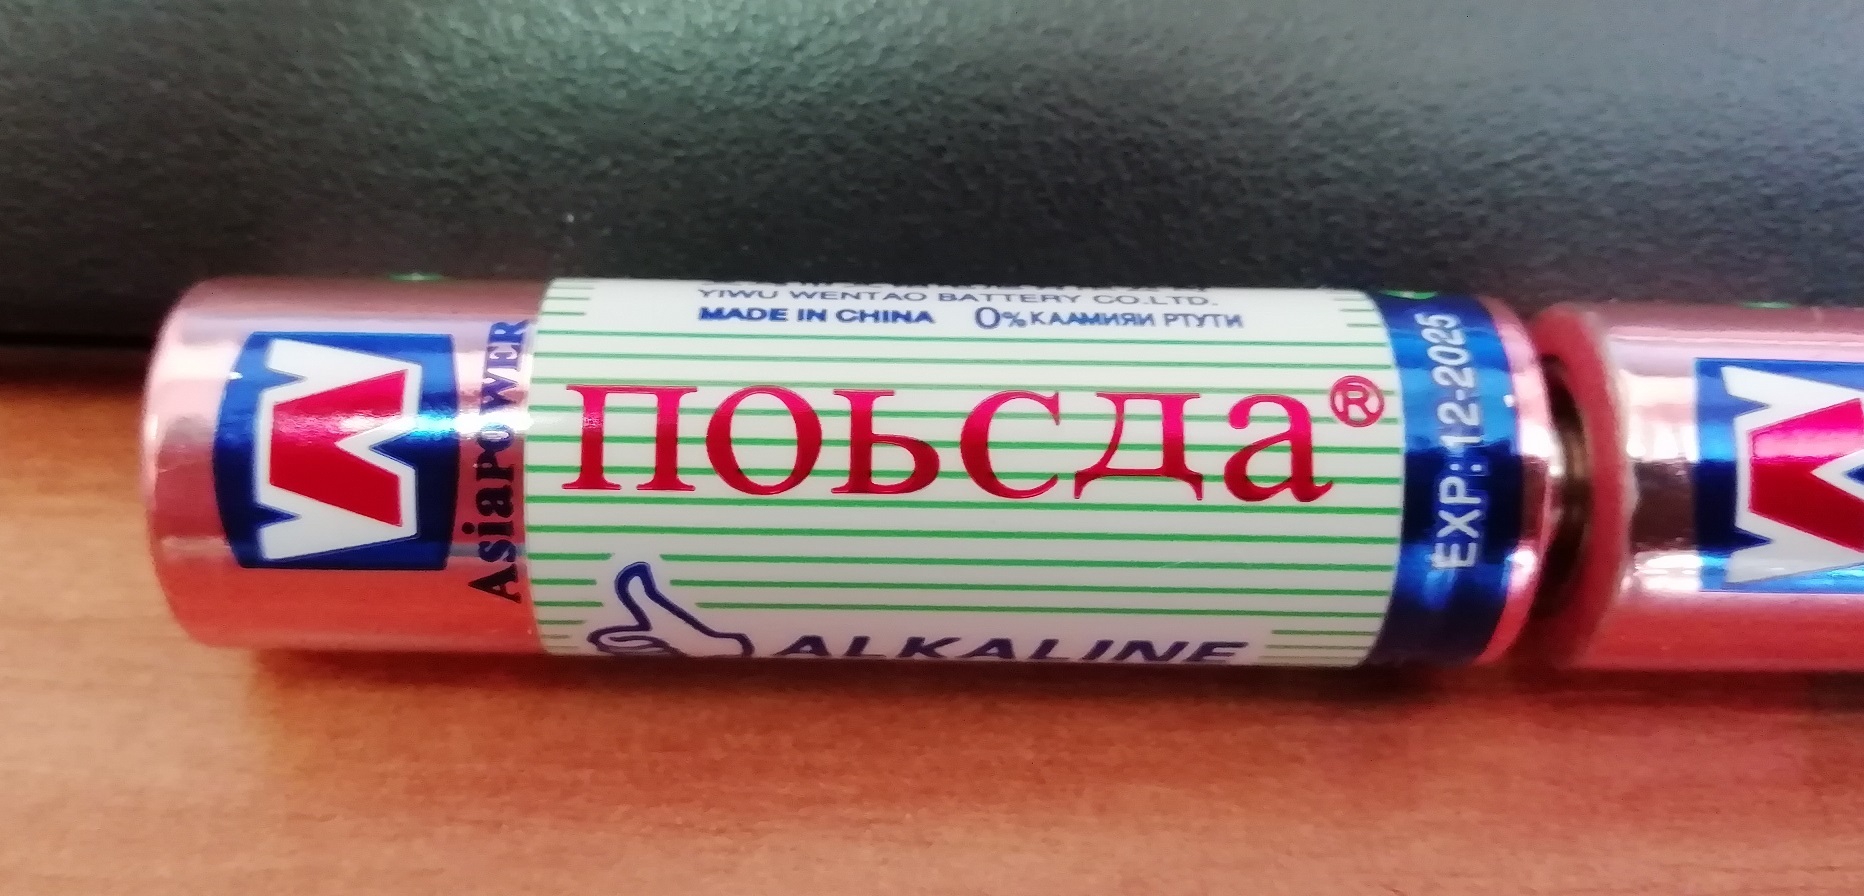 YIWU WENTAO BATTERY CO.LTD.
MADE IN CHINA 0% КААМИЯИ РТУТИ
ПОЬСДа®
ALKALINE
AsiaPOWER
EXP:12-2025